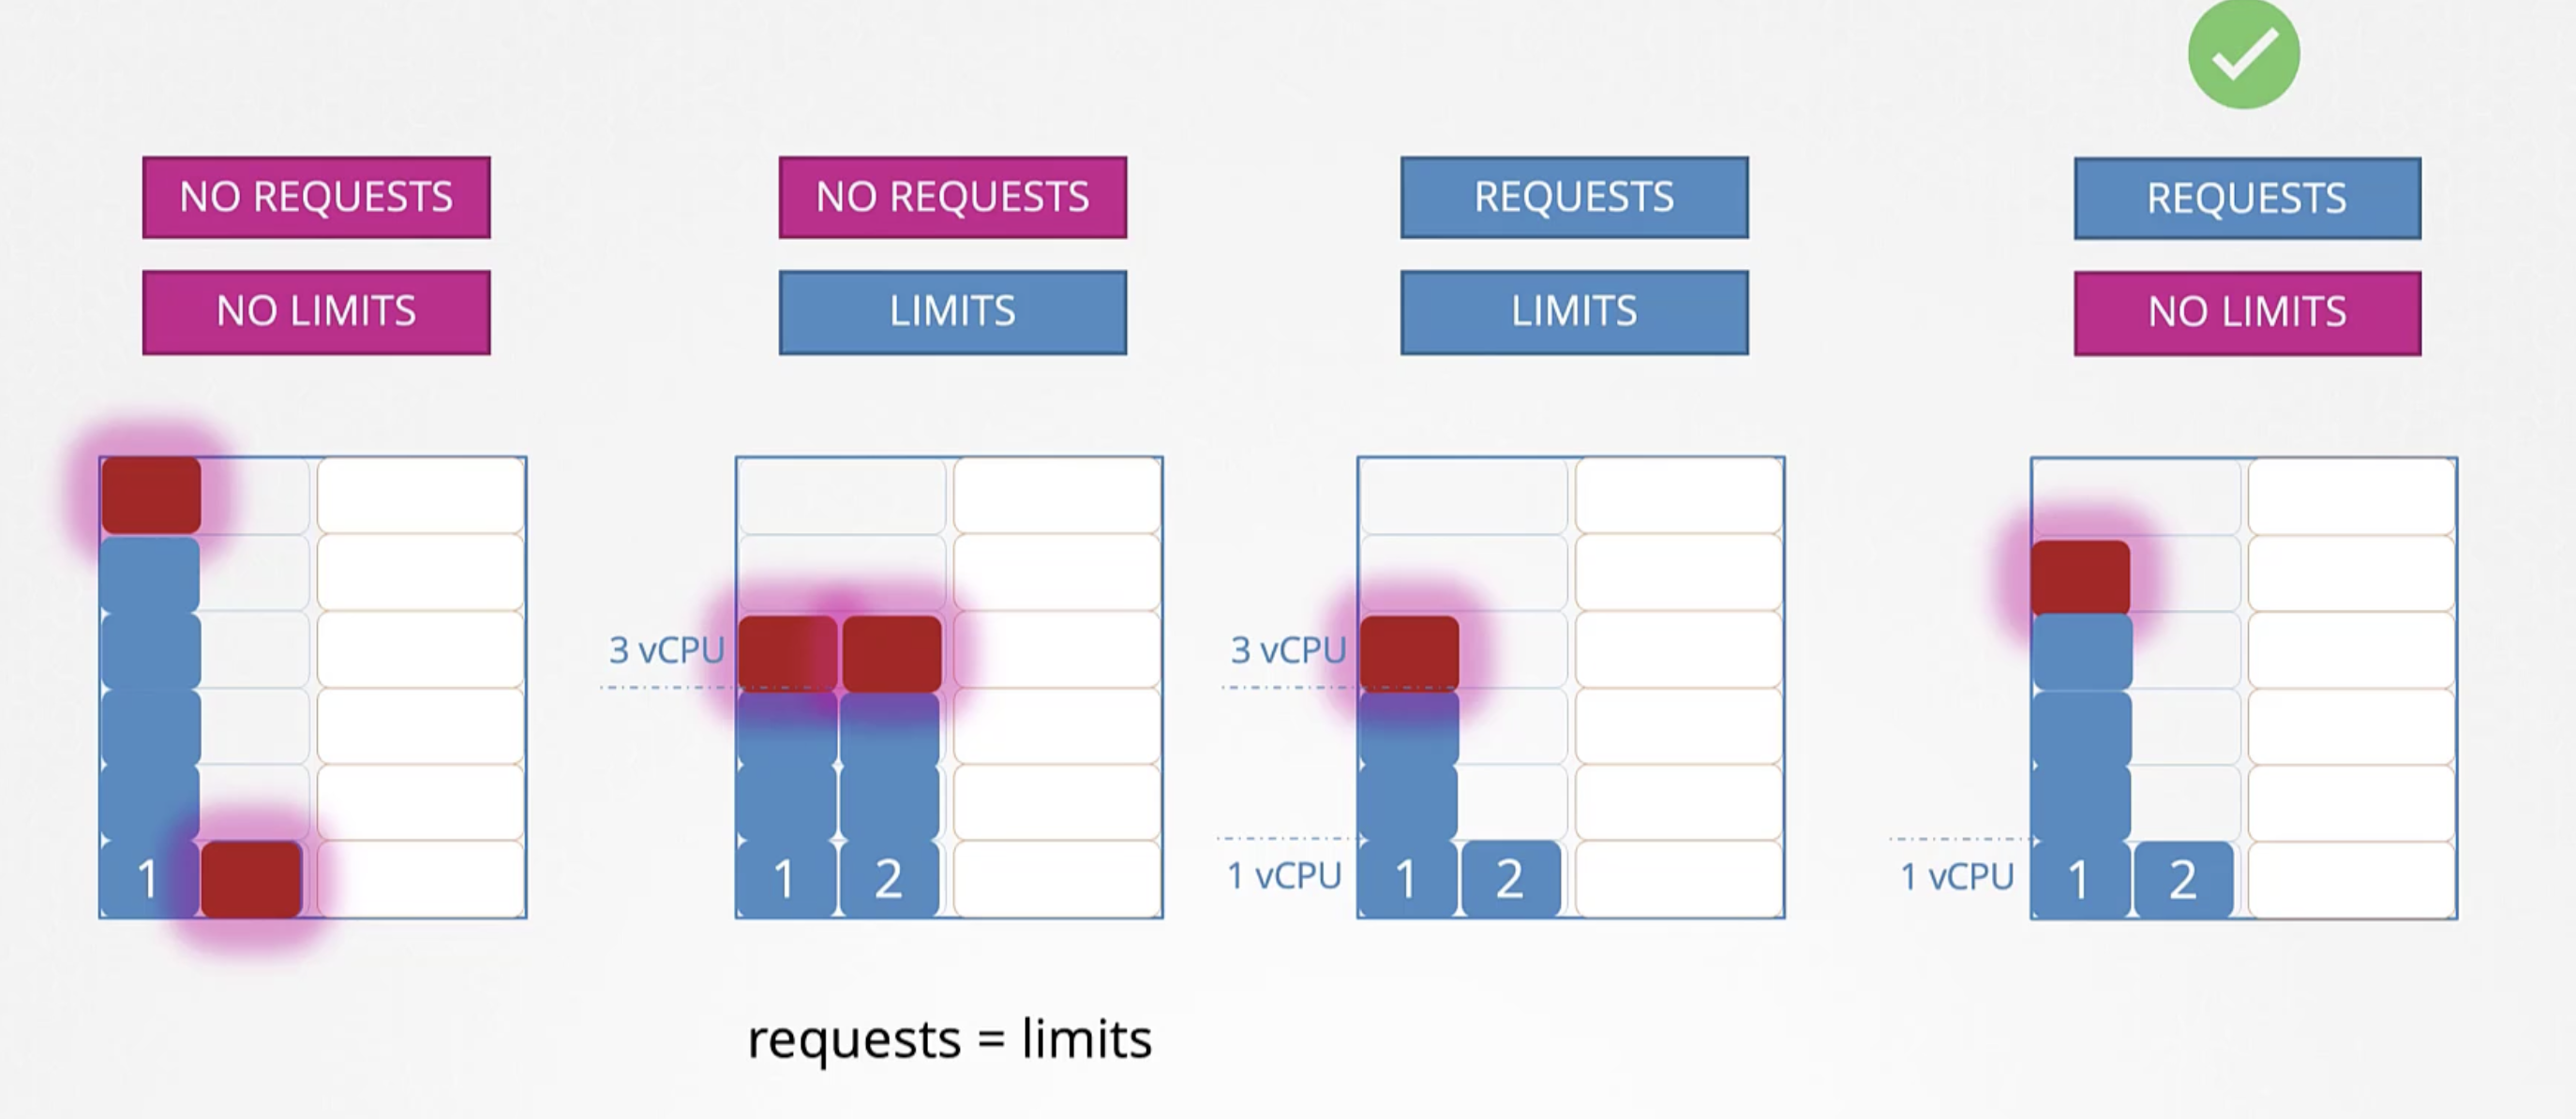 NO REQUESTS
NO LIMITS
1
NO REQUESTS
LIMITS
3 vCPU
1 2
requests = limits
REQUESTS
LIMITS
3 vCPU
1 vCPU
1 2
REQUESTS
NO LIMITS
1 vCPU
1 2